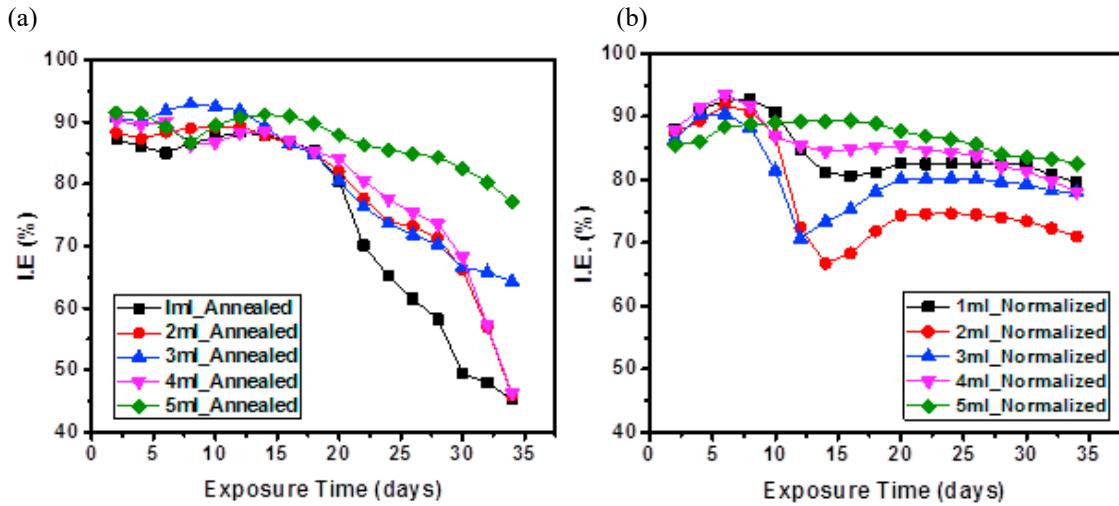 (a)
(b)
100
90
80
70
60
50
40
I.E (%)
0 5 10 15 20 25 30 35
Exposure Time (days)
1ml_Annealed
2ml_Annealed
3ml_Annealed
4ml_Annealed
5ml_Annealed
100
90
80
70
60
50
40
I.E. (%)
0 5 10 15 20 25 30 35
Exposure Time (days)
1ml_Normalized
2ml_Normalized
3ml_Normalized
4ml_Normalized
5ml_Normalized